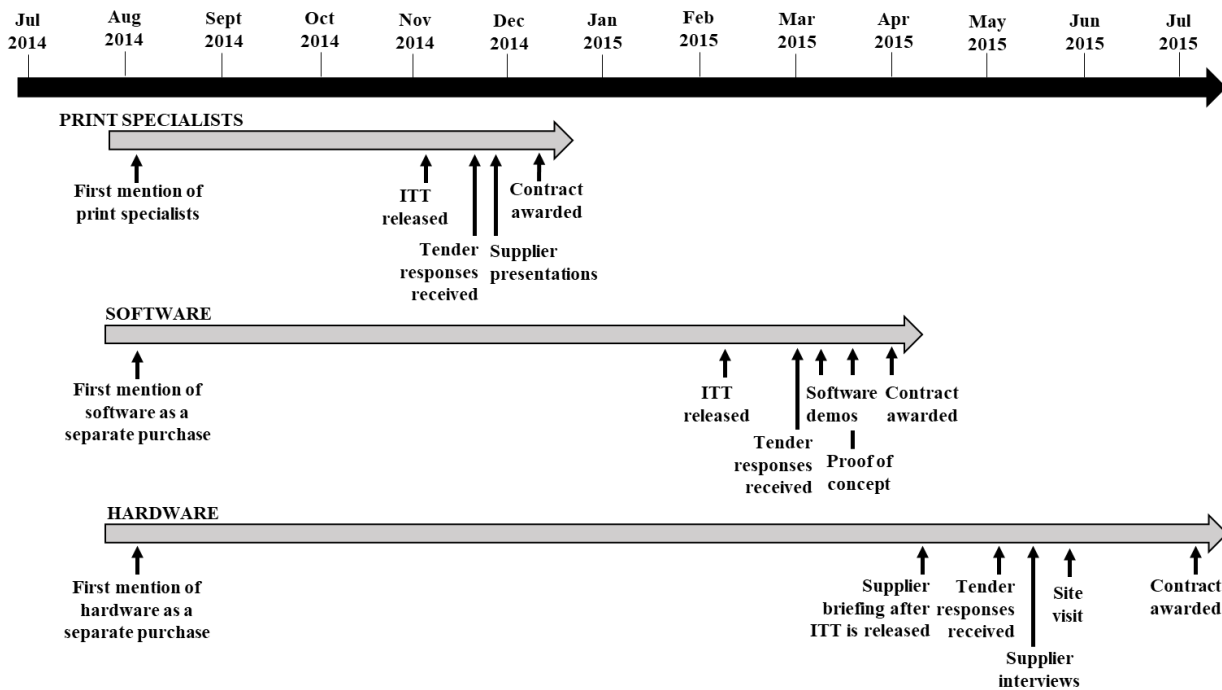 Jul
2014
Aug
2014
Sept
2014
Oct
2014
Nov
2014
Dec
2014
Jan
2015
Feb
2015
Mar
2015
Apr
2015
May
2015
Jun
2015
Jul
2015
PRINT SPECIALISTS
First mention of
print specialists
ITT
released
Tender
responses
received
Supplier
presentations
Contract
awarded
SOFTWARE
First mention of
software as a
separate purchase
ITT
released
Tender
responses
received
Software
demos
Proof of
concept
Contract
awarded
HARDWARE
First mention of
hardware as a
separate purchase
Supplier
briefing after
ITT is released
Tender
responses
received
Supplier
interviews
Site
visit
Contract
awarded